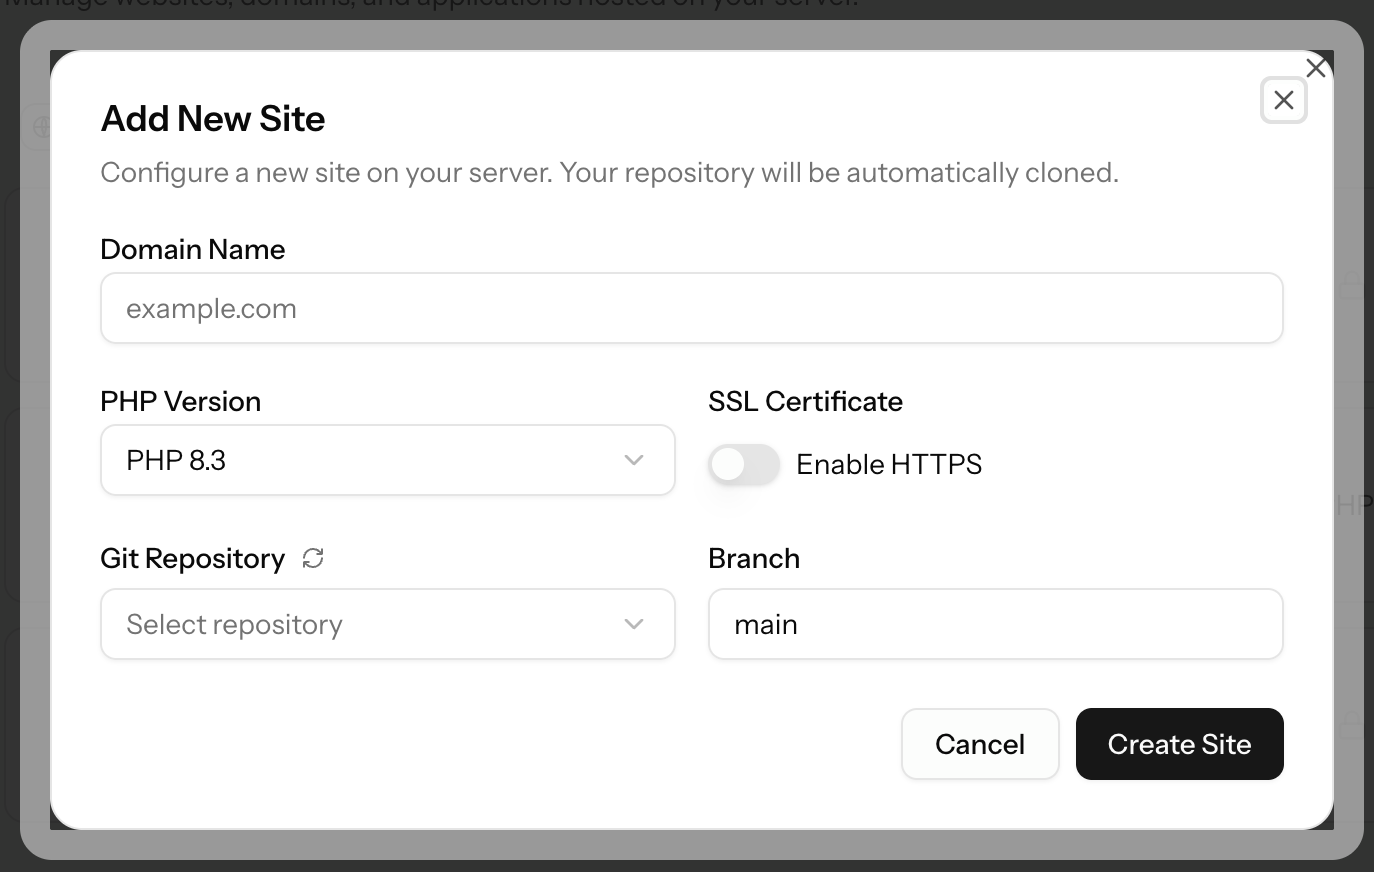 Manage websites, domains, and applications hosted on your server.
Add New Site
Configure a new site on your server. Your repository will be automatically cloned.
Domain Name
example.com
PHP Version
SSL Certificate
PHP 8.3
Enable HTTPS
HP
Git Repository
Branch
Select repository
main
Cancel
Create Site